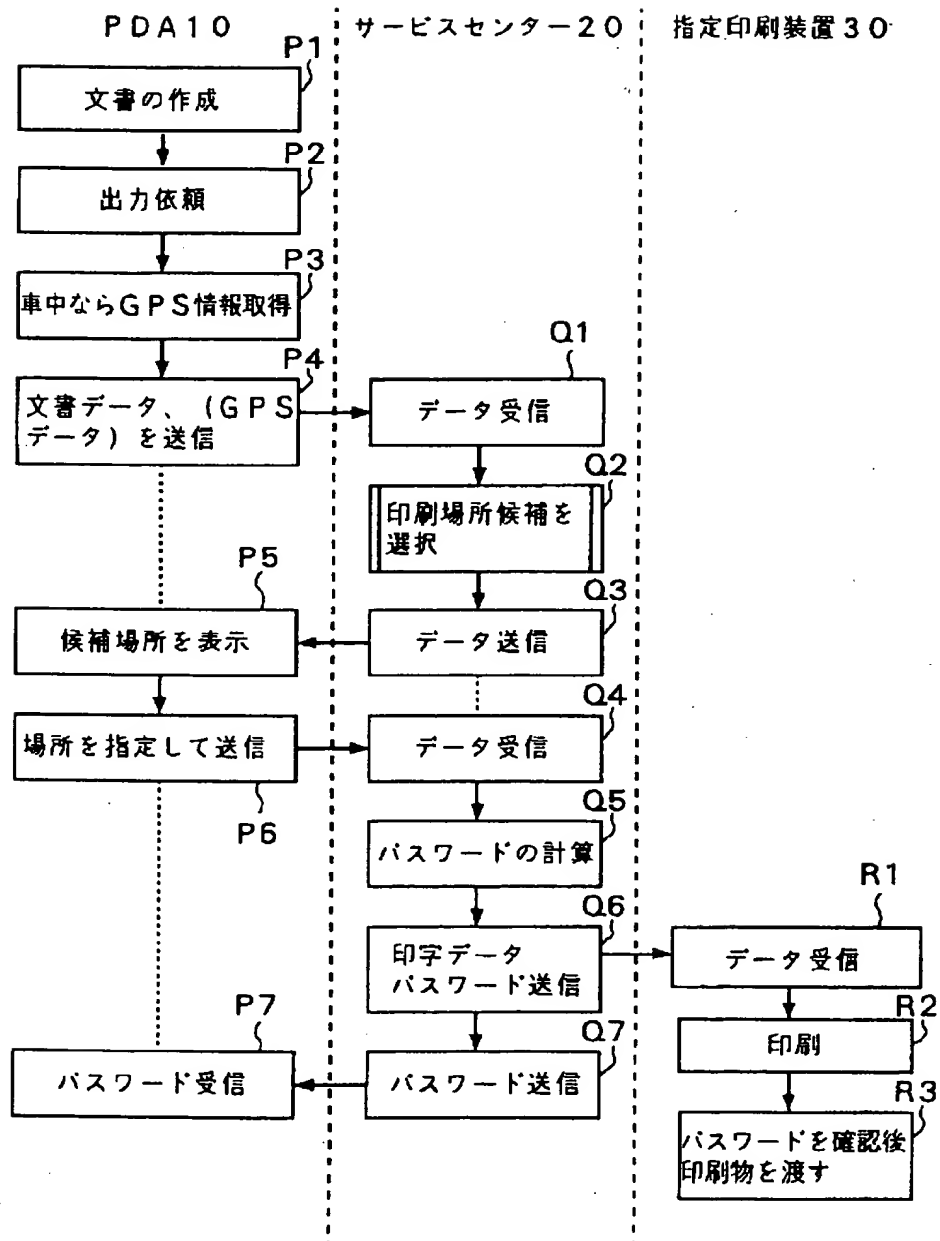 PDA10
サービスセンター20
指定印刷装置30
P1
文書の作成
P2
出力依頼
P3
車中ならGPS情報取得
P4
文書データ、(GPS
データ)を送信
Q1
データ受信
Q2
印刷場所候補を
選択
P5
候補場所を表示
Q3
データ送信
Q4
場所を指定して送信
データ受信
P6
Q5
パスワードの計算
Q6
印字データ
パスワード送信
R1
データ受信
R2
印刷
P7
パスワード受信
Q7
パスワード送信
R3
パスワードを確認後
印刷物を渡す